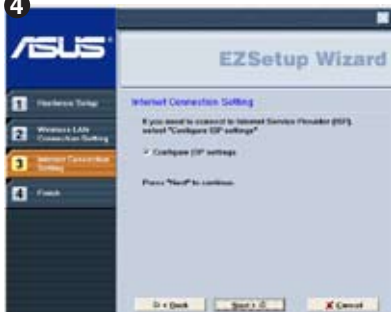 4
ASUS
EZSetup Wizard
1 Hardware Setup
2 Wireless LAN
Connection Setting
3 Internet Connection
Setting
4 Finish
Internet Connection Setting
If you need to connect to Internet Service Provider (ISP),
select "Configure ISP settings"
Configure ISP settings
Press "Next" to continue.
< Back
Next >
Cancel